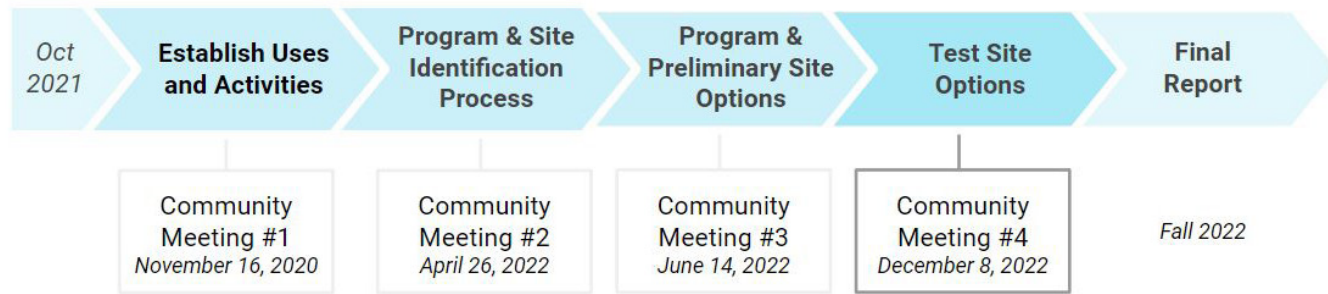 Oct
2021
Establish Uses
and Activities
Program & Site
Identification
Process
Program &
Preliminary Site
Options
Test Site
Options
Final
Report
Community
Meeting #1
November 16, 2020
Community
Meeting #2
April 26, 2022
Community
Meeting #3
June 14, 2022
Community
Meeting #4
December 8, 2022
Fall 2022